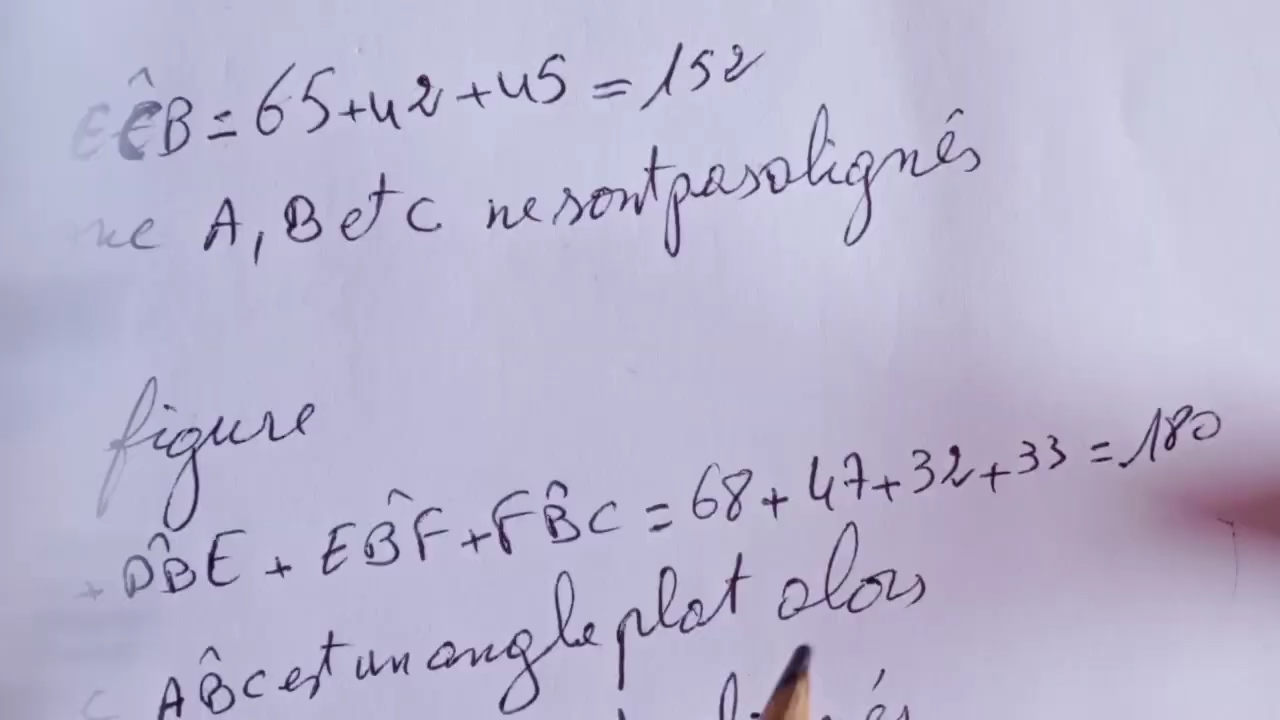 EĈB = 65 + 42 + 45 = 152
A, B et C ne sont pas alignés
figure
+ DB̂E + EB̂F + FB̂C = 68 + 47 + 32 + 33 = 180
AB̂C est un angle plat alors